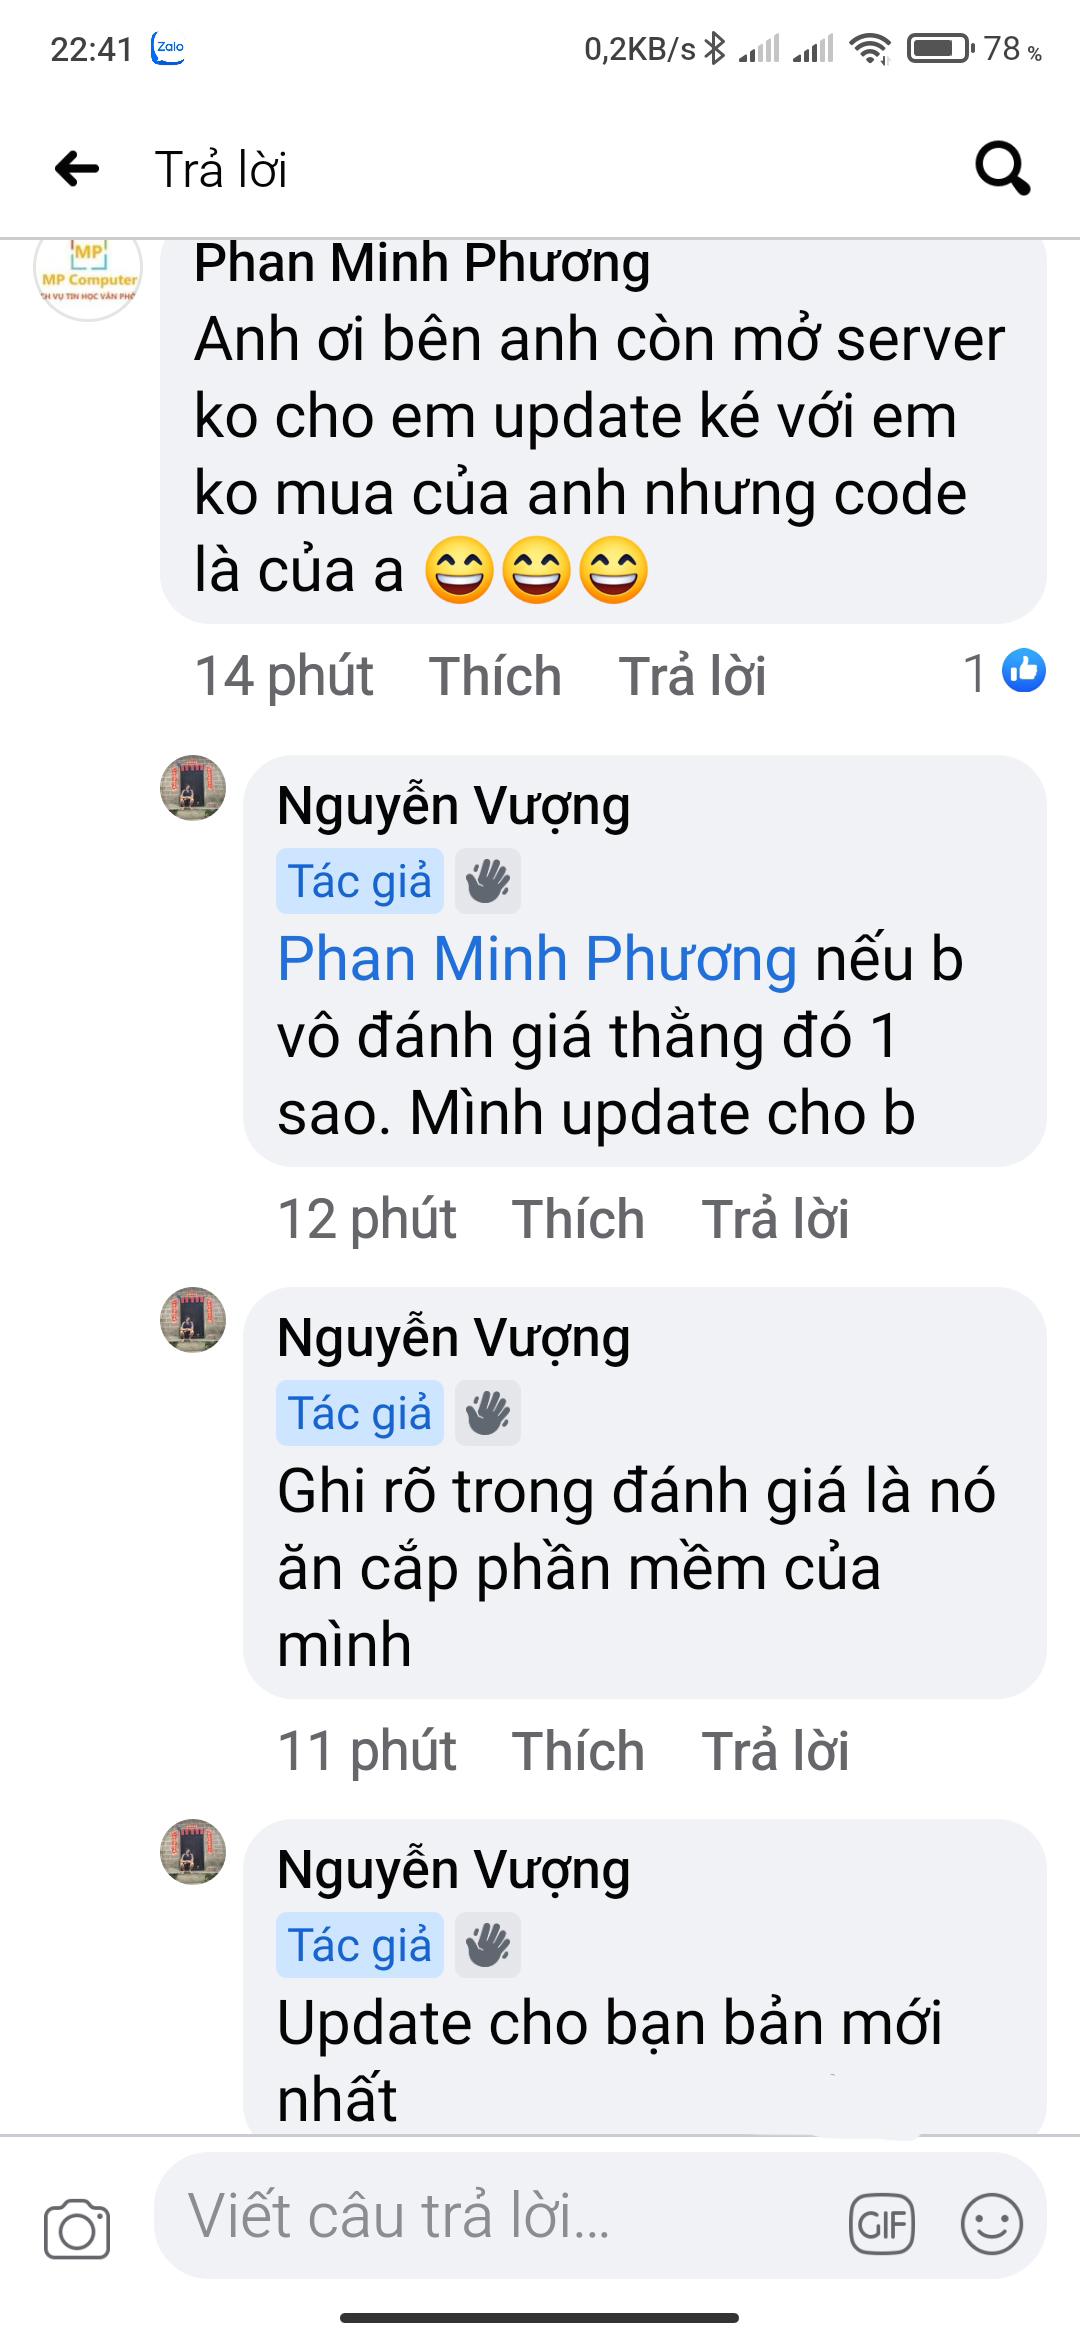 22:41 Zalo 0,2KB/s 78 %
Trả lời
MP
MP Computer
CH VỤ TIN HỌC VĂN PHÒ
Phan Minh Phương
Anh ơi bên anh còn mở server
ko cho em update ké với em
ko mua của anh nhưng code
là của a 😄😄😄
14 phút Thích Trả lời 1
Nguyễn Vượng
Tác giả
Phan Minh Phương nếu b
vô đánh giá thằng đó 1
sao. Mình update cho b
12 phút Thích Trả lời
Nguyễn Vượng
Tác giả
Ghi rõ trong đánh giá là nó
ăn cắp phần mềm của
mình
11 phút Thích Trả lời
Nguyễn Vượng
Tác giả
Update cho bạn bản mới
nhất
Viết câu trả lời...
GIF